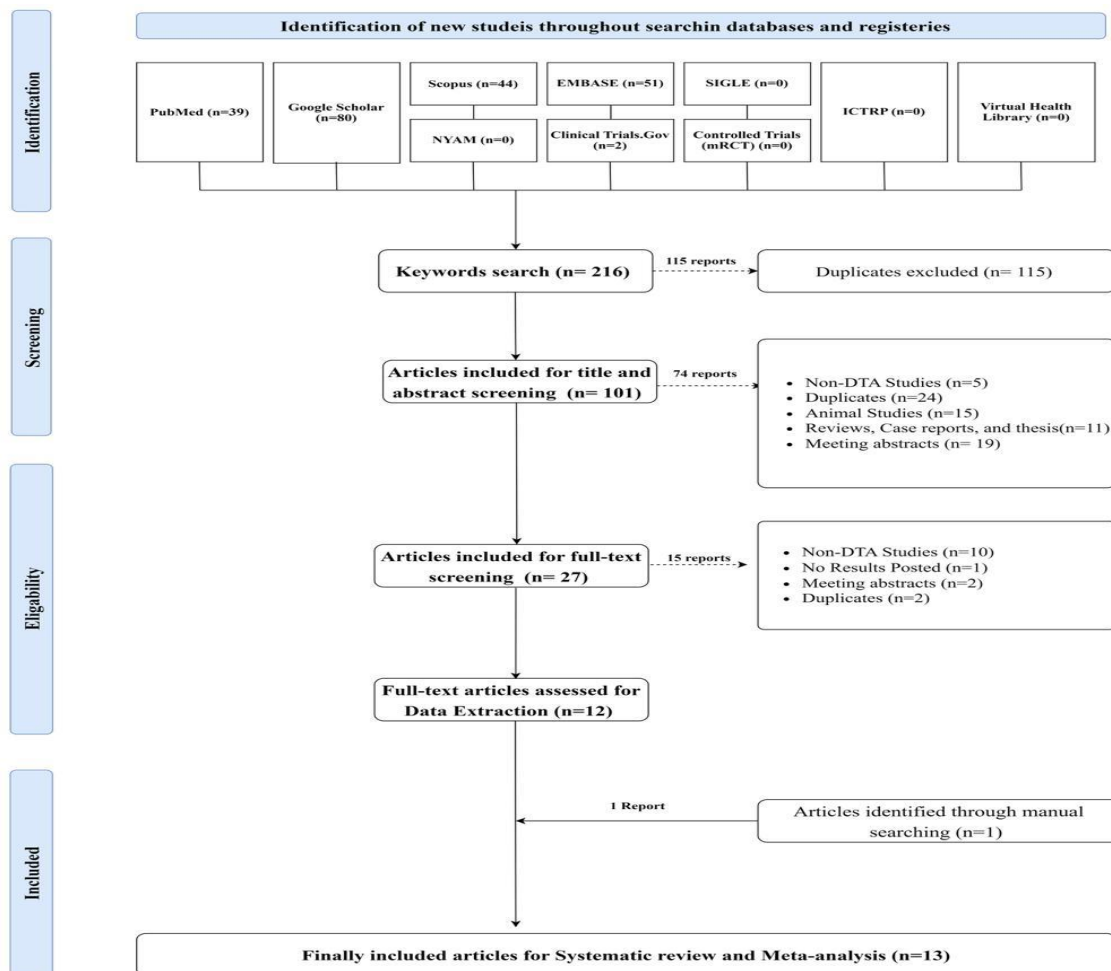 Identification of new studeis throughout searchin databases and registeries
Identification
PubMed (n=39)
Google Scholar
(n=80)
Scopus (n=44)
NYAM (n=0)
EMBASE (n=51)
Clinical Trials.Gov
(n=2)
SIGLE (n=0)
Controlled Trials
(mRCT) (n=0)
ICTRP (n=0)
Virtual Health
Library (n=0)
Screening
Keywords search (n= 216)
115 reports
Duplicates excluded (n= 115)
Articles included for title and
abstract screening (n= 101)
74 reports
• Non-DTA Studies (n=5)
• Duplicates (n=24)
• Animal Studies (n=15)
• Reviews, Case reports, and thesis(n=11)
• Meeting abstracts (n= 19)
Eligability
Articles included for full-text
screening (n= 27)
15 reports
• Non-DTA Studies (n=10)
• No Results Posted (n=1)
• Meeting abstracts (n=2)
• Duplicates (n=2)
Full-text articles assessed for
Data Extraction (n=12)
Included
1 Report
Articles identified through manual
searching (n=1)
Finally included articles for Systematic review and Meta-analysis (n=13)